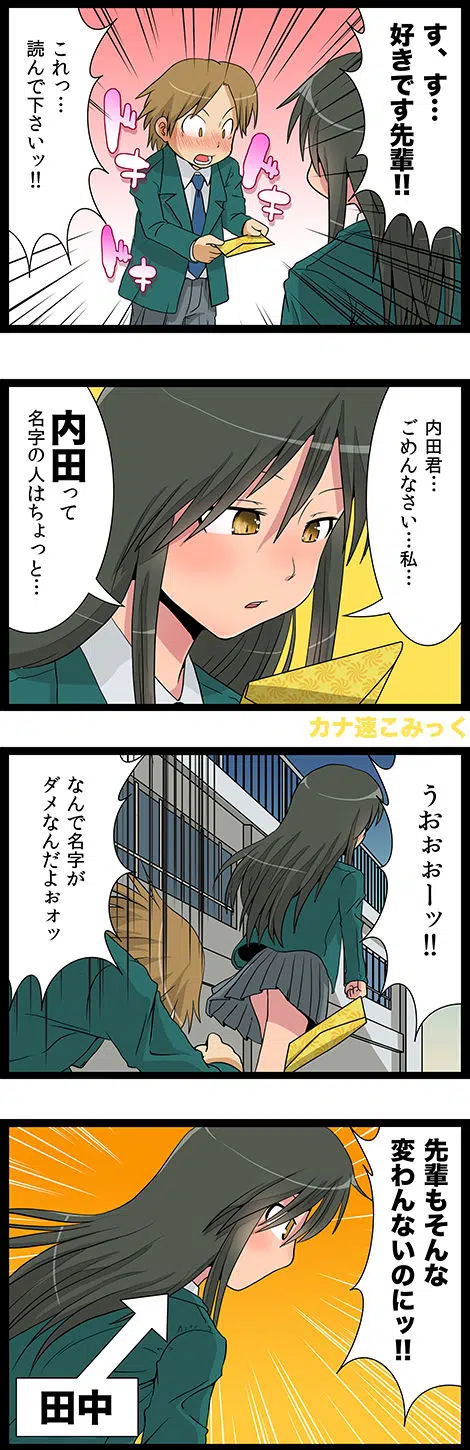 す、す…
好きです先輩!!
これっ…
読んで下さいッ!!
ドキ
ドキ
ドキ
ドキ
内田君…
ごめんなさい…私…
内田って
名字の人はちょっと…
カナ速こみっく
うおぉおーッ!!
なんで名字が
ダメなんだよぉォッ
先輩もそんな
変わんないのにッ!!
田中